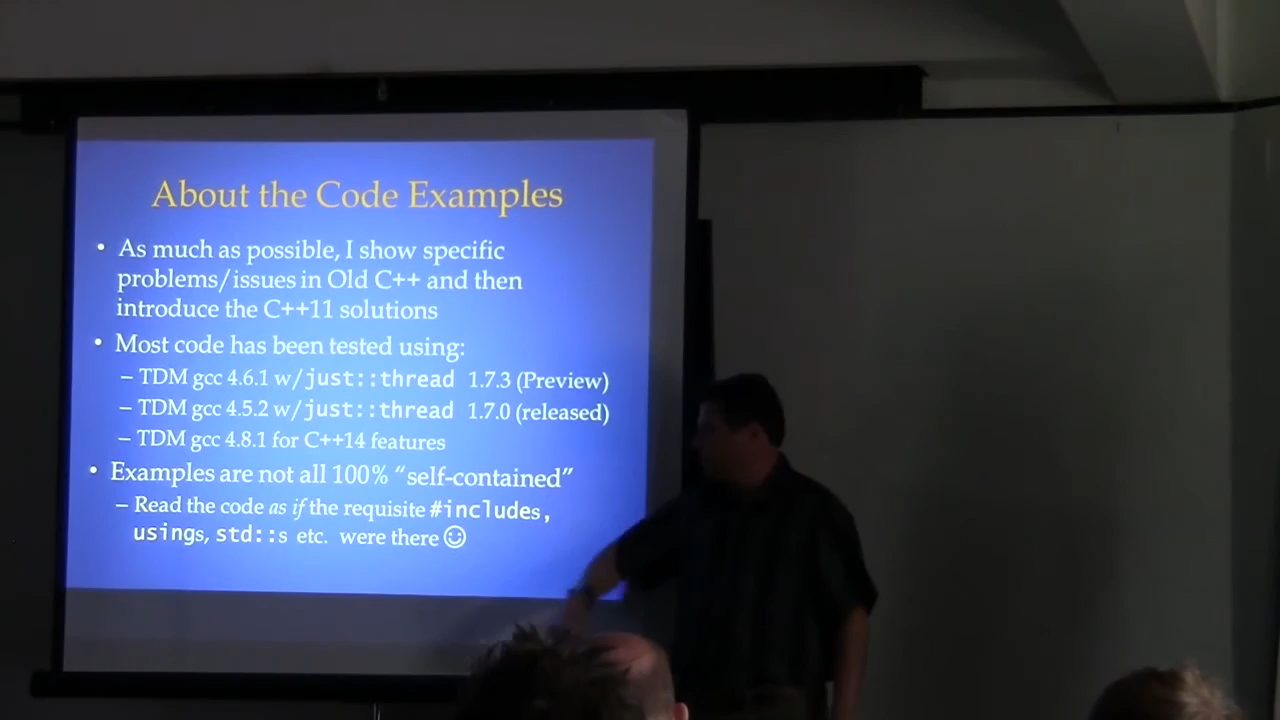 About the Code Examples
• As much as possible, I show specific
problems/issues in Old C++ and then
introduce the C++11 solutions
• Most code has been tested using:
– TDM gcc 4.6.1 w/just::thread 1.7.3 (Preview)
– TDM gcc 4.5.2 w/just::thread 1.7.0 (released)
– TDM gcc 4.8.1 for C++14 features
• Examples are not all 100% “self-contained”
– Read the code as if the requisite #includes,
usings, std::s etc. were there ☺